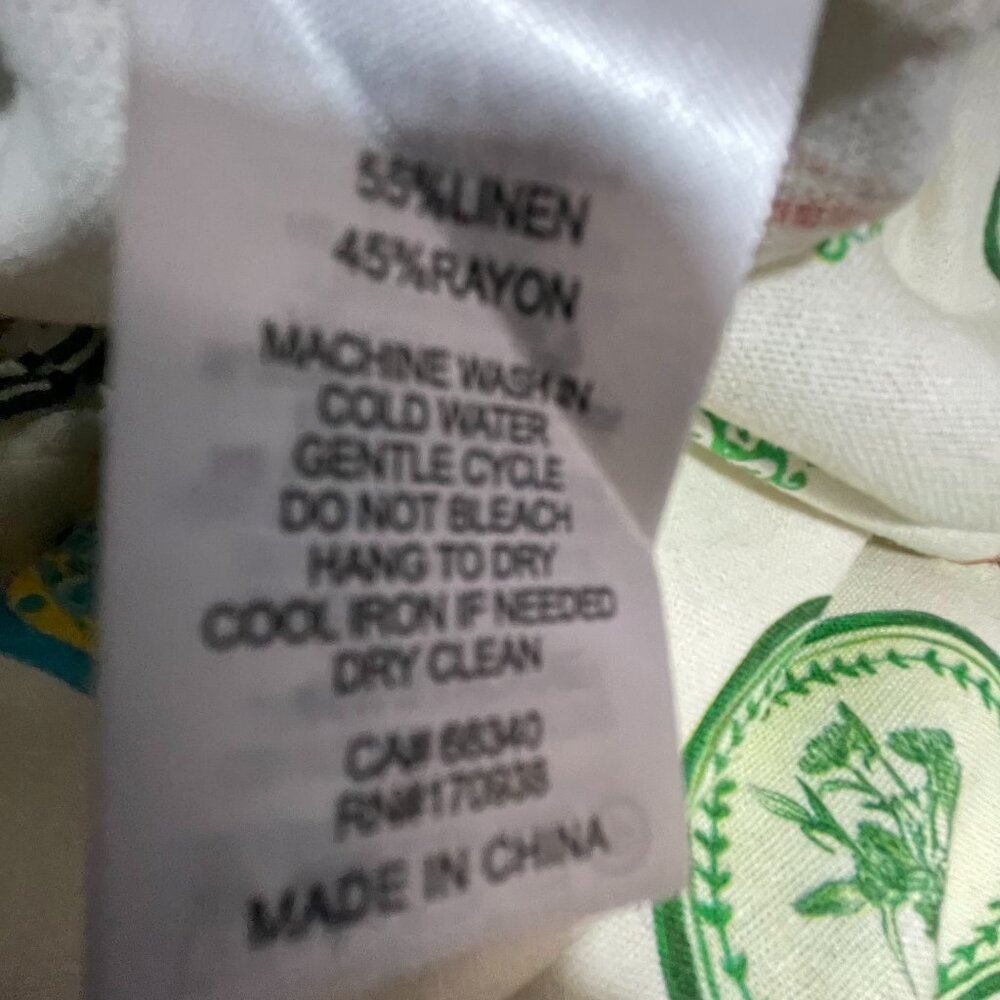 55%LINEN
45%RAYON
MACHINE WASH IN
COLD WATER
GENTLE CYCLE
DO NOT BLEACH
HANG TO DRY
COOL IRON IF NEEDED
DRY CLEAN
CA# 68340
RN#170938
MADE IN CHINA